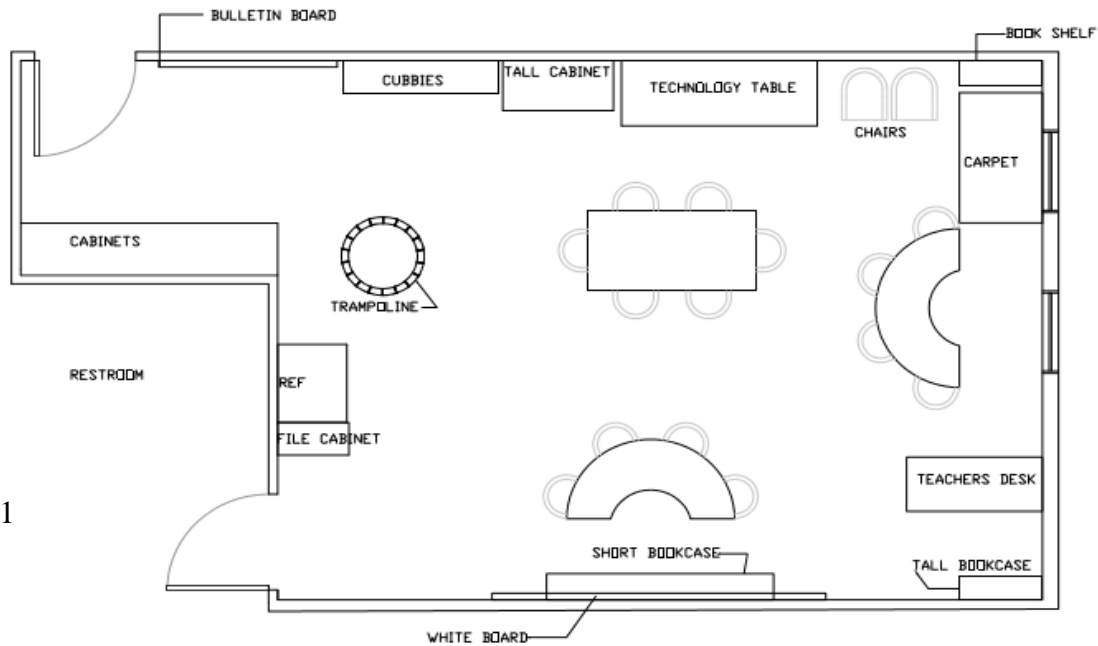 BULLETIN BOARD
BOOK SHELF
CUBBIES
TALL CABINET
TECHNOLOGY TABLE
CHAIRS
CARPET
CABINETS
TRAMPOLINE
RESTROOM
REF
FILE CABINET
TEACHERS DESK
1
SHORT BOOKCASE
TALL BOOKCASE
WHITE BOARD